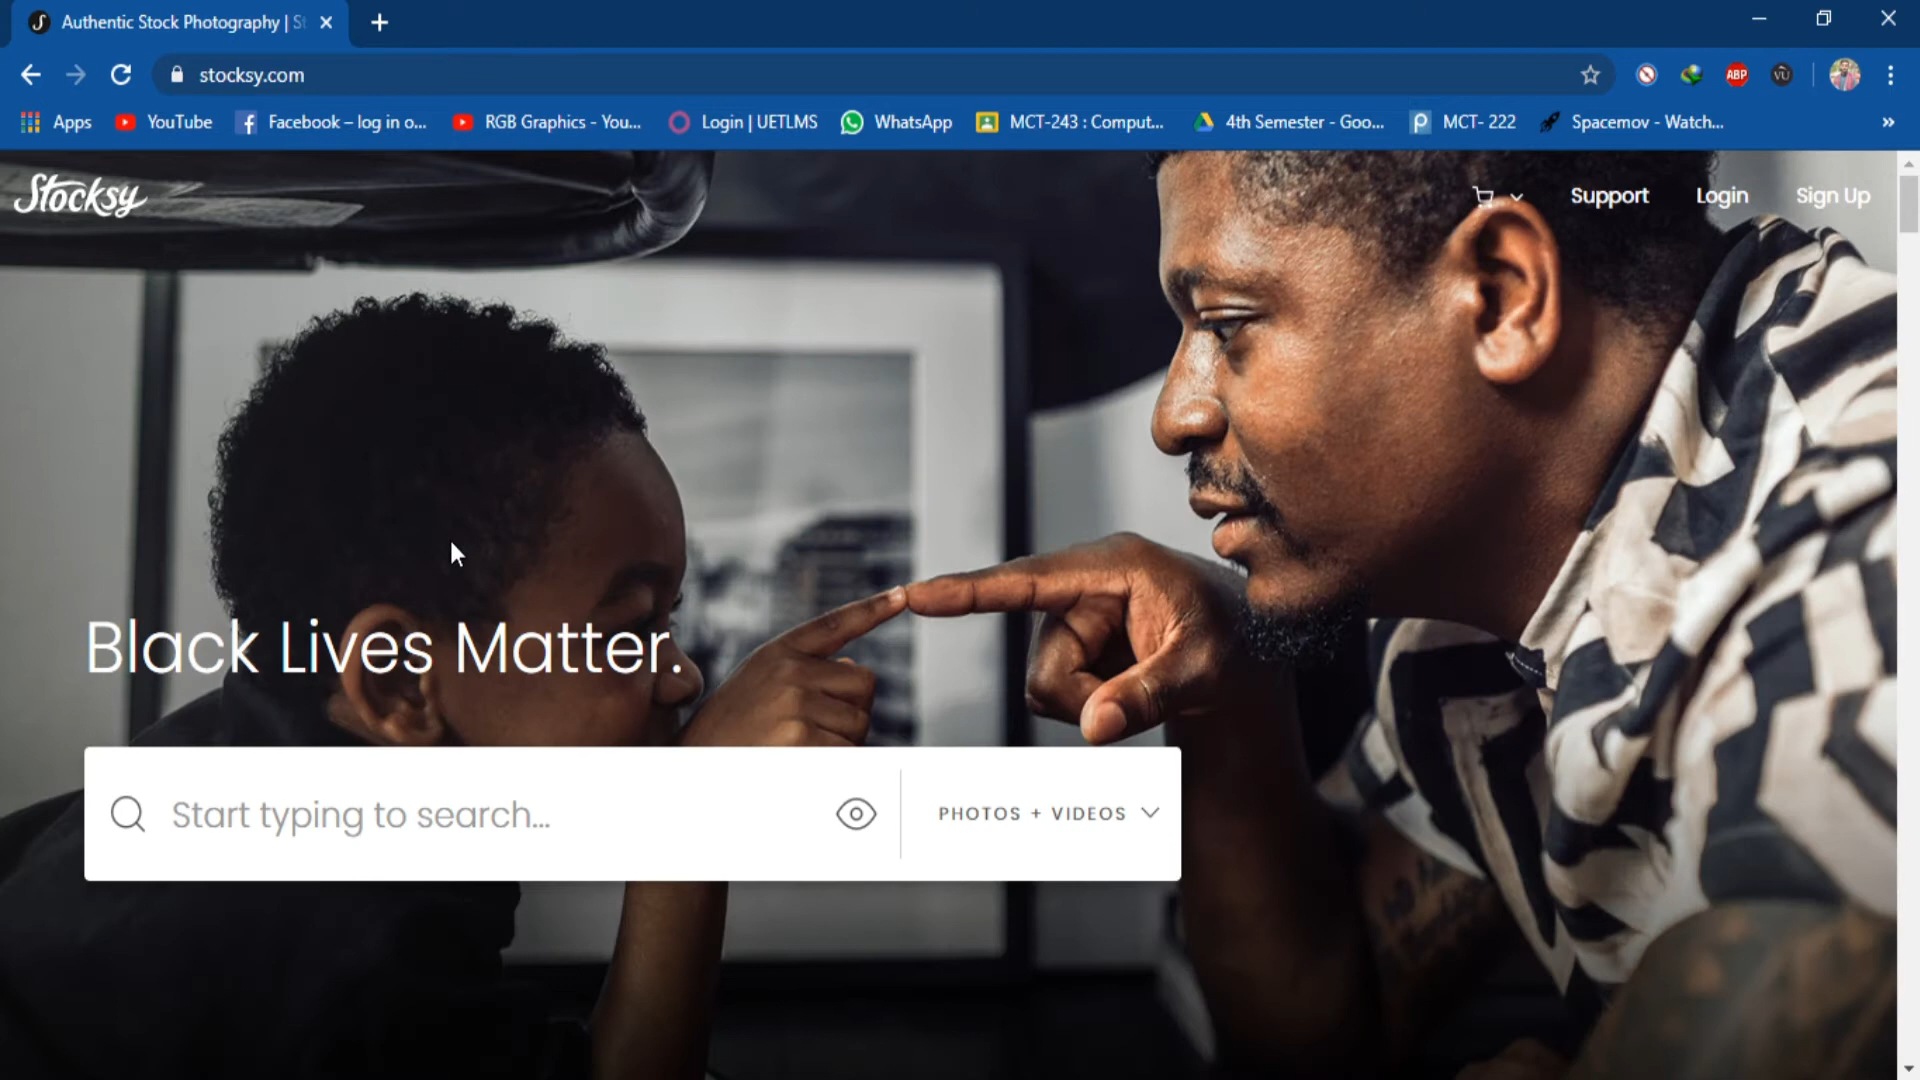 Authentic Stock Photography | St
stocksy.com
ABP
VU
Apps
YouTube
Facebook – log in o...
RGB Graphics - You...
Login | UETLMS
WhatsApp
MCT-243 : Comput...
4th Semester - Goo...
MCT- 222
Spacemov - Watch...
Stocksy
Support
Login
Sign Up
Black Lives Matter.
Start typing to search...
PHOTOS + VIDEOS